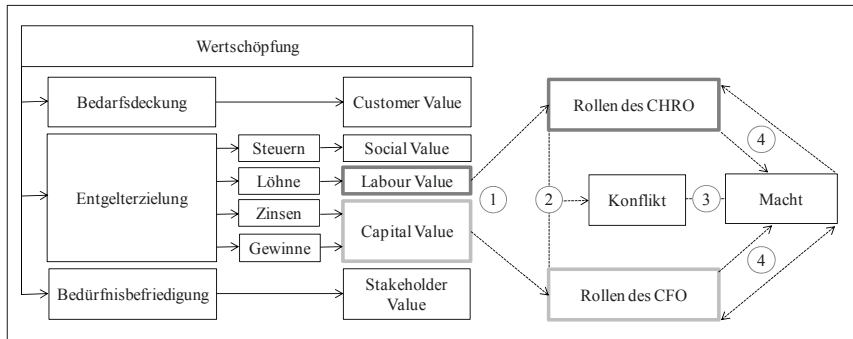 Wertschöpfung
Bedarfsdeckung
Customer Value
Rollen des CHRO
Steuern
Social Value
4
Entgelterzielung
Löhne
Labour Value
1
2
Konflikt
3
Macht
Zinsen
Capital Value
Gewinne
4
Bedürfnisbefriedigung
Stakeholder
Value
Rollen des CFO